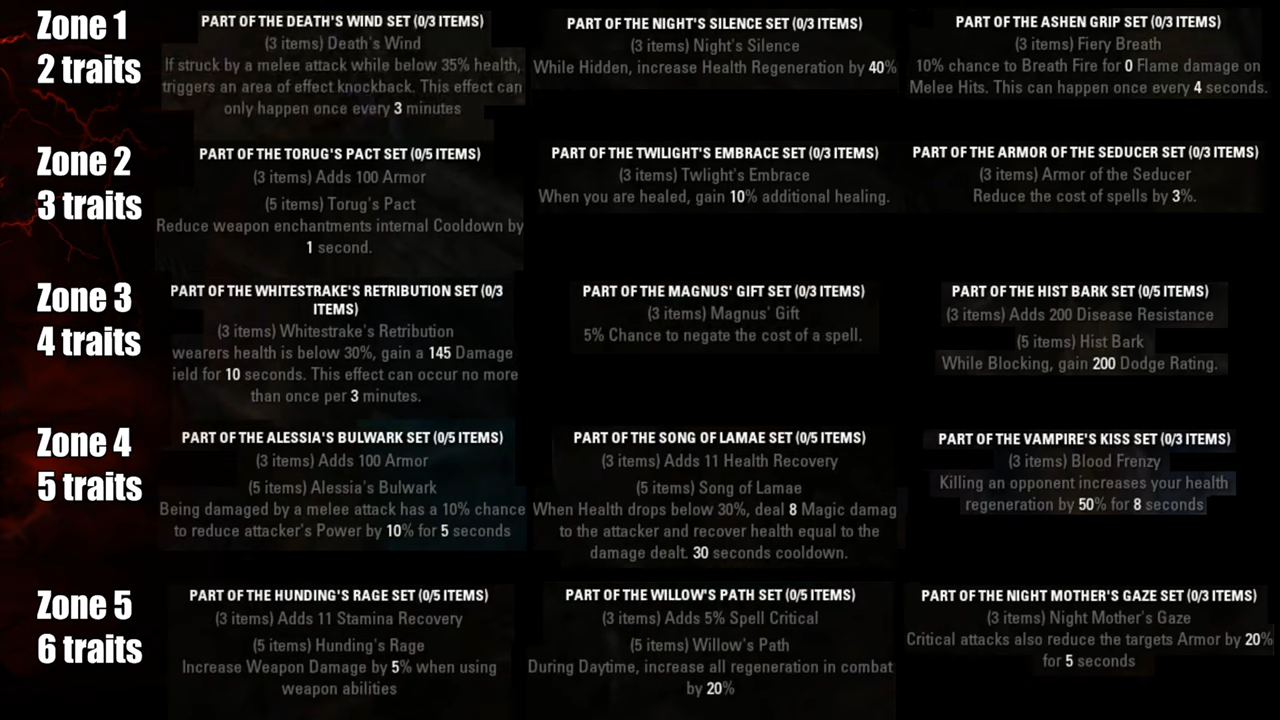 Zone 1
2 traits
PART OF THE DEATH'S WIND SET (0/3 ITEMS)
(3 items) Death's Wind
If struck by a melee attack while below 35% health,
triggers an area of effect knockback. This effect can
only happen once every 3 minutes
PART OF THE NIGHT'S SILENCE SET (0/3 ITEMS)
(3 items) Night's Silence
While Hidden, increase Health Regeneration by 40%
PART OF THE ASHEN GRIP SET (0/3 ITEMS)
(3 items) Fiery Breath
10% chance to Breath Fire for 0 Flame damage on
Melee Hits. This can happen once every 4 seconds.
Zone 2
3 traits
PART OF THE TORUG'S PACT SET (0/5 ITEMS)
(3 items) Adds 100 Armor
(5 items) Torug's Pact
Reduce weapon enchantments internal Cooldown by
1 second.
PART OF THE TWILIGHT'S EMBRACE SET (0/3 ITEMS)
(3 items) Twlight's Embrace
When you are healed, gain 10% additional healing.
PART OF THE ARMOR OF THE SEDUCER SET (0/3 ITEMS)
(3 items) Armor of the Seducer
Reduce the cost of spells by 3%.
Zone 3
4 traits
PART OF THE WHITESTRAKE'S RETRIBUTION SET (0/3
ITEMS)
(3 items) Whitestrake's Retribution
wearers health is below 30%, gain a 145 Damage
ield for 10 seconds. This effect can occur no more
than once per 3 minutes.
PART OF THE MAGNUS' GIFT SET (0/3 ITEMS)
(3 items) Magnus' Gift
5% Chance to negate the cost of a spell.
PART OF THE HIST BARK SET (0/5 ITEMS)
(3 items) Adds 200 Disease Resistance
(5 items) Hist Bark
While Blocking, gain 200 Dodge Rating.
Zone 4
5 traits
PART OF THE ALESSIA'S BULWARK SET (0/5 ITEMS)
(3 items) Adds 100 Armor
(5 items) Alessia's Bulwark
Being damaged by a melee attack has a 10% chance
to reduce attacker's Power by 10% for 5 seconds
PART OF THE SONG OF LAMAE SET (0/5 ITEMS)
(3 items) Adds 11 Health Recovery
(5 items) Song of Lamae
When Health drops below 30%, deal 8 Magic damag
to the attacker and recover health equal to the
damage dealt. 30 seconds cooldown.
PART OF THE VAMPIRE'S KISS SET (0/3 ITEMS)
(3 items) Blood Frenzy
Killing an opponent increases your health
regeneration by 50% for 8 seconds
Zone 5
6 traits
PART OF THE HUNDING'S RAGE SET (0/5 ITEMS)
(3 items) Adds 11 Stamina Recovery
(5 items) Hunding's Rage
Increase Weapon Damage by 5% when using
weapon abilities
PART OF THE WILLOW'S PATH SET (0/5 ITEMS)
(3 items) Adds 5% Spell Critical
(5 items) Willow's Path
During Daytime, increase all regeneration in combat
by 20%
PART OF THE NIGHT MOTHER'S GAZE SET (0/3 ITEMS)
(3 items) Night Mother's Gaze
Critical attacks also reduce the targets Armor by 20%
for 5 seconds